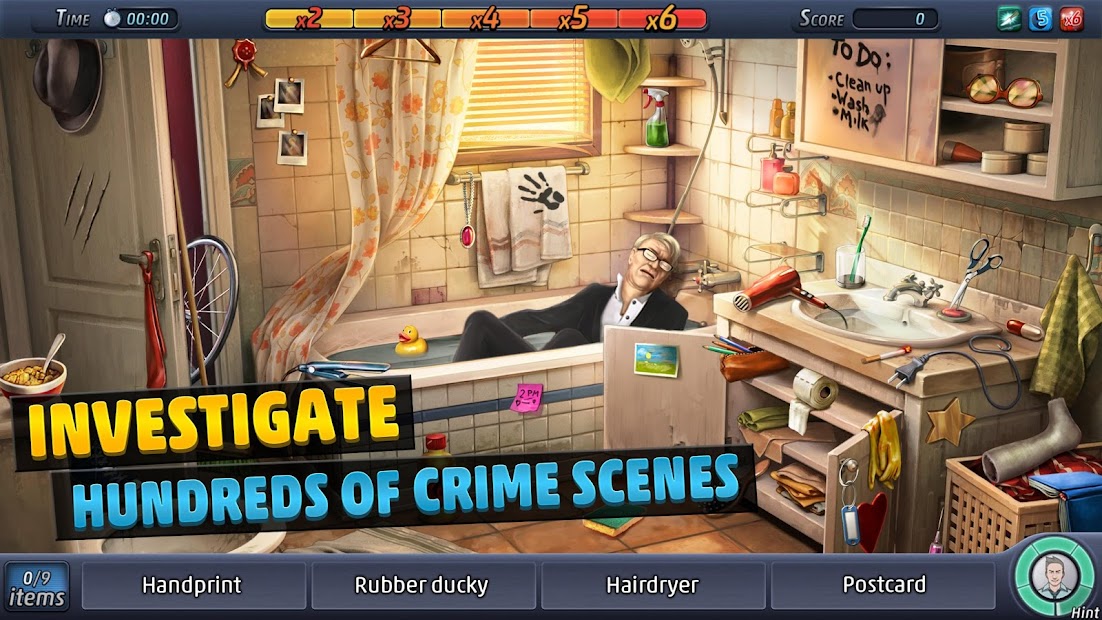 TIME 00:00
x2 x3 x4 x5 x6
SCORE 0
5 x6
TO DO:
-Clean up
-Wash
-Milk
2 PM
INVESTIGATE
HUNDREDS OF CRIME SCENES
0/9
items
Handprint
Rubber ducky
Hairdryer
Postcard
Hint